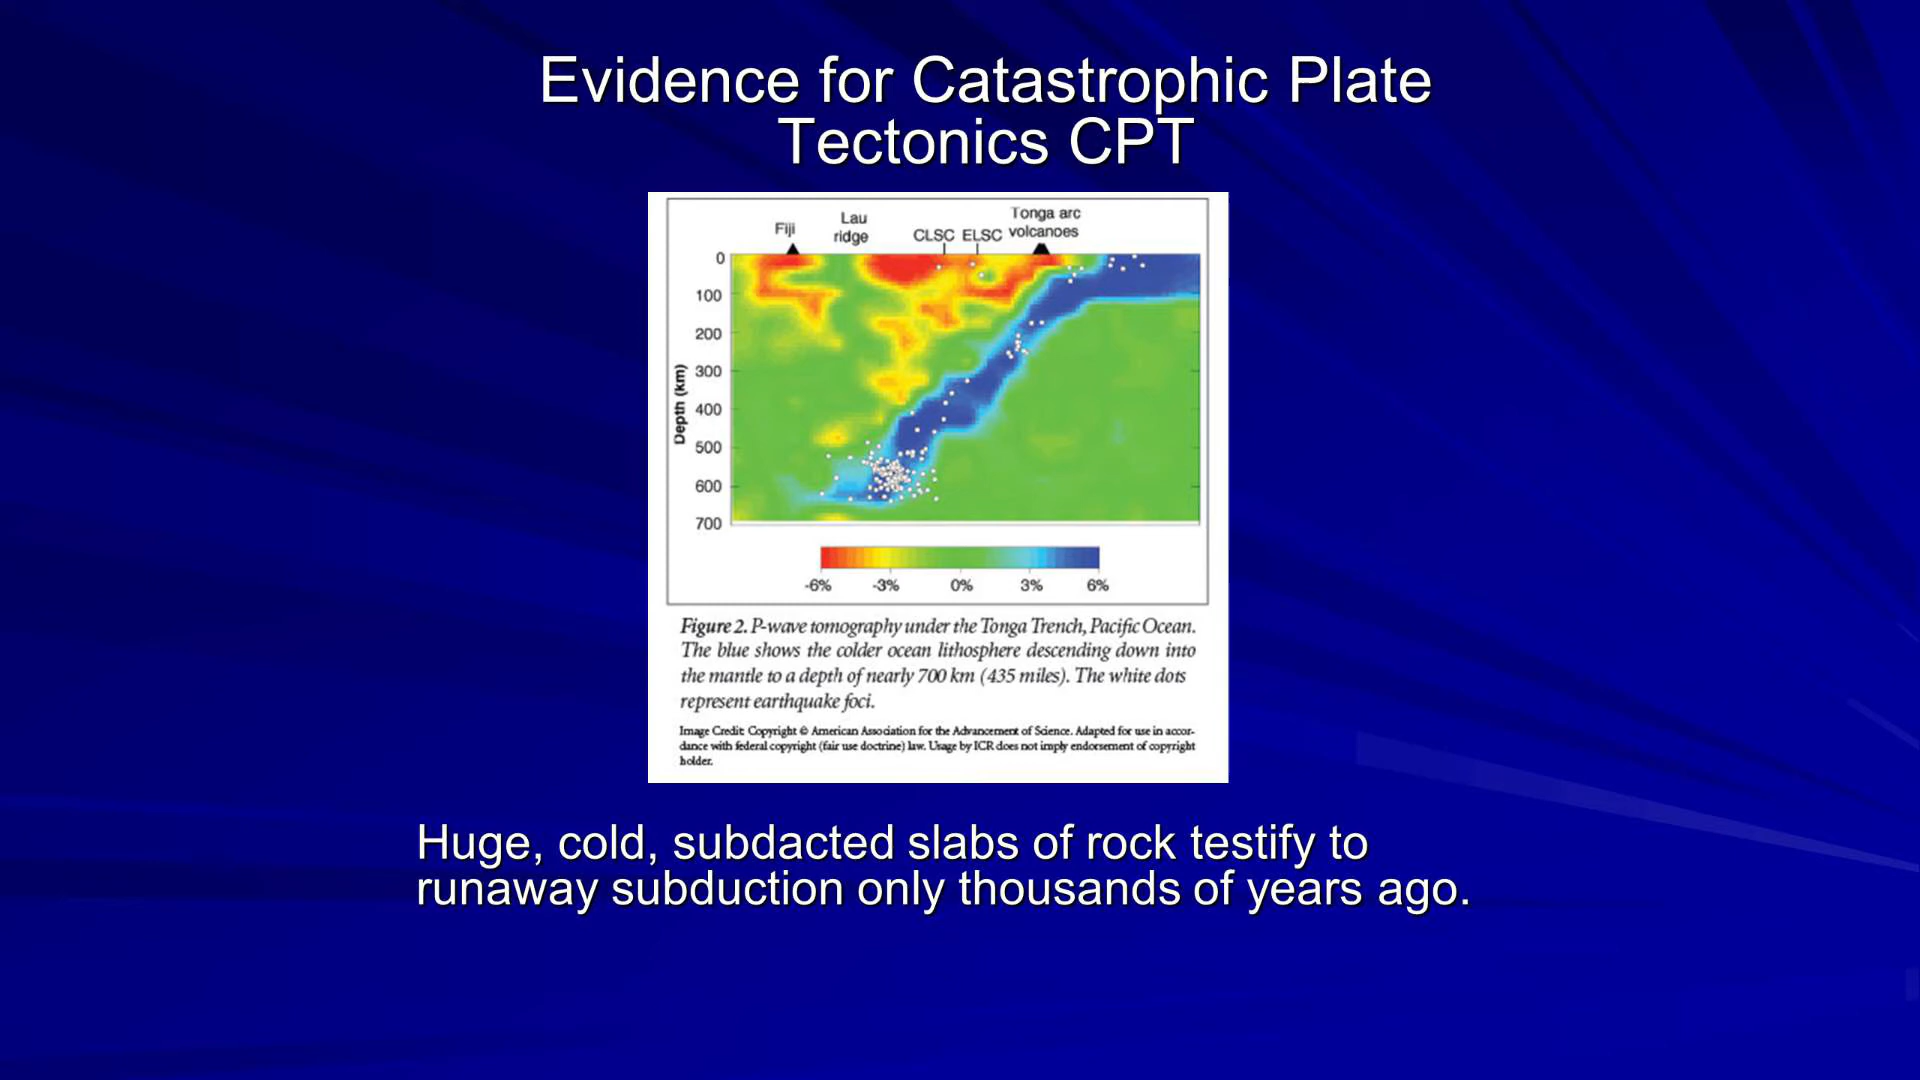 Evidence for Catastrophic Plate
Tectonics CPT
Fiji
Lau
ridge
CLSC
ELSC
Tonga arc
volcanoes
Depth (km)
0
100
200
300
400
500
600
700
-6%
-3%
0%
3%
6%
Figure 2. P-wave tomography under the Tonga Trench, Pacific Ocean.
The blue shows the colder ocean lithosphere descending down into
the mantle to a depth of nearly 700 km (435 miles). The white dots
represent earthquake foci.
Image Credit: Copyright © American Association for the Advancement of Science. Adapted for use in accor-
dance with federal copyright (fair use doctrine) law. Usage by ICR does not imply endorsement of copyright
holder.
Huge, cold, subdacted slabs of rock testify to
runaway subduction only thousands of years ago.